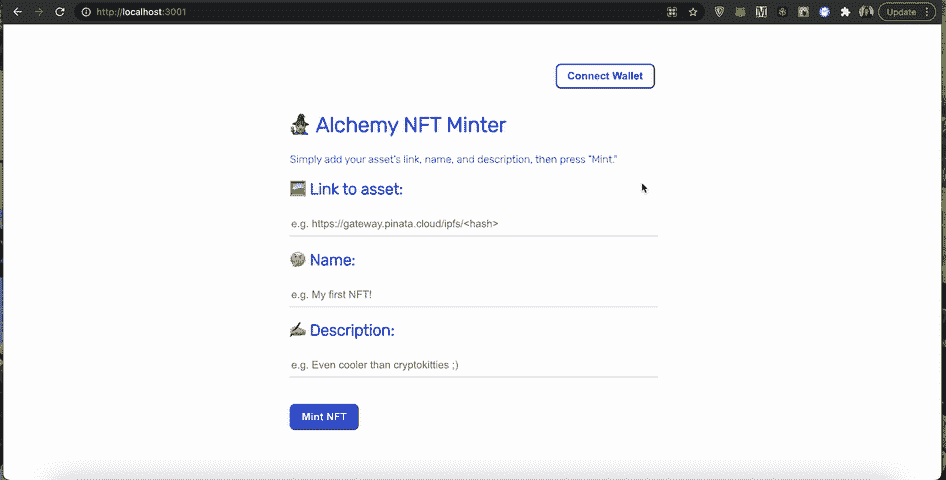 http://localhost:3001
Update
Connect Wallet
Alchemy NFT Minter
Simply add your asset's link, name, and description, then press "Mint."
Link to asset:
e.g. https://gateway.pinata.cloud/ipfs/<hash>
Name:
e.g. My first NFT!
Description:
e.g. Even cooler than cryptokitties ;)
Mint NFT